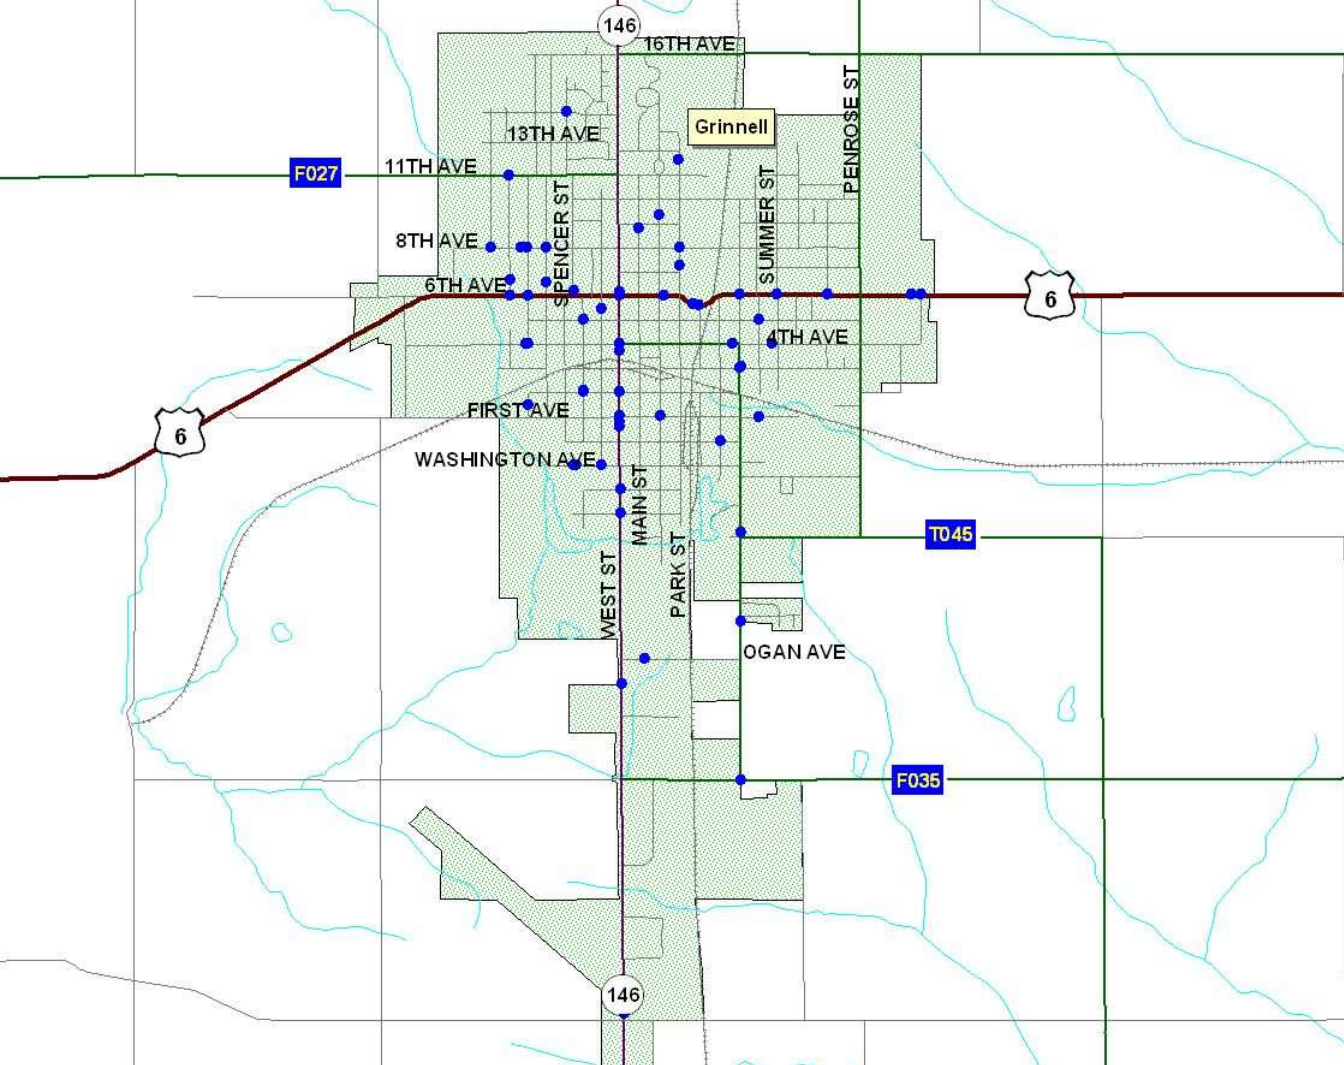 146
16TH AVE
PENROSE ST
Grinnell
13TH AVE
11TH AVE
F027
SPENCER ST
SUMMER ST
8TH AVE
6TH AVE
6
4TH AVE
FIRST AVE
6
WASHINGTON AVE
MAIN ST
T045
WEST ST
PARK ST
OGAN AVE
F035
146